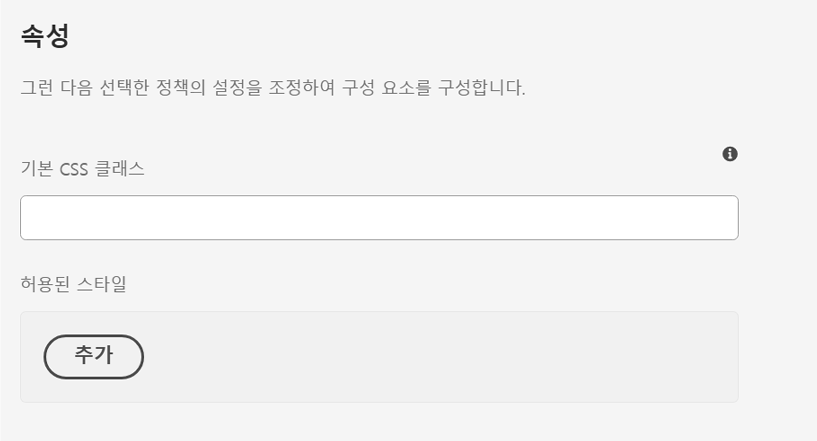 속성
그런 다음 선택한 정책의 설정을 조정하여 구성 요소를 구성합니다.
기본 CSS 클래스
허용된 스타일
추가